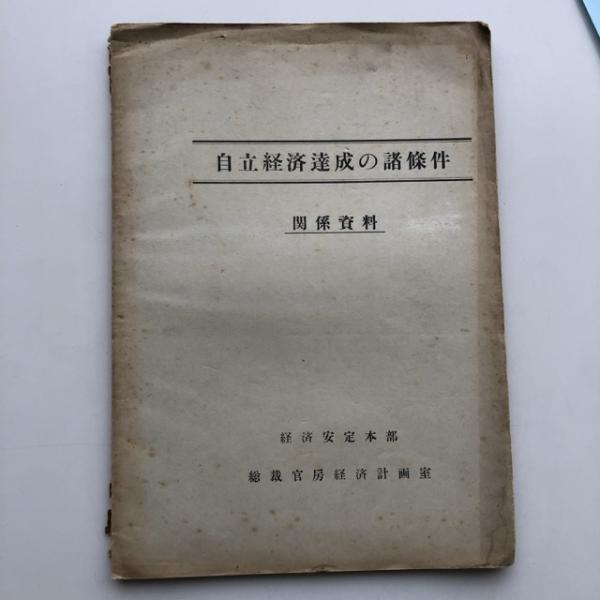 自立経済達成の諸條件
関係資料
経済安定本部
総裁官房経済計画室